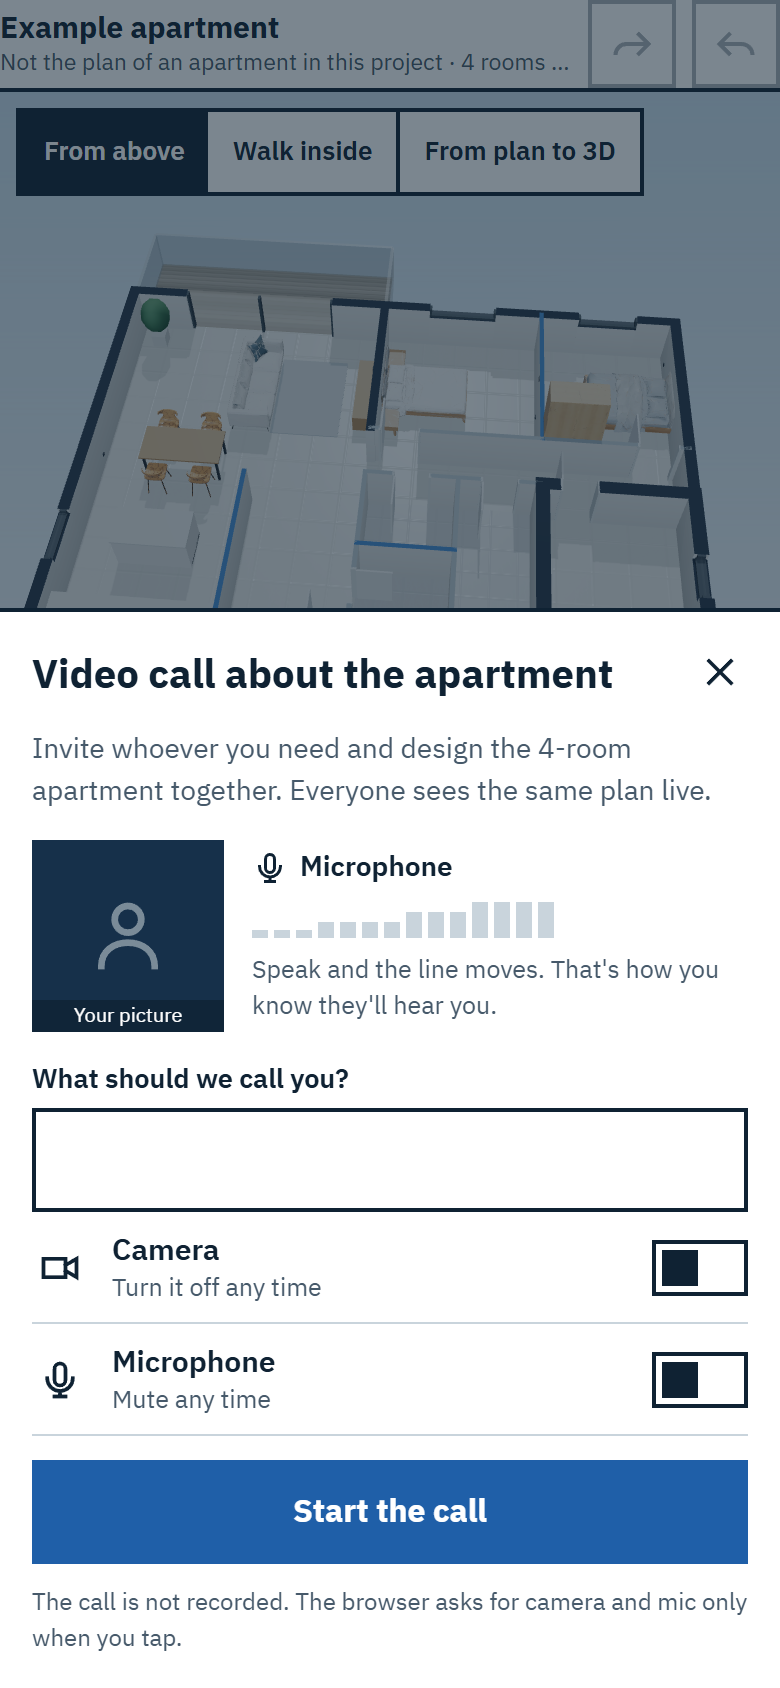 Example apartment
Not the plan of an apartment in this project · 4 rooms ...
From above
Walk inside
From plan to 3D
Video call about the apartment
Invite whoever you need and design the 4-room
apartment together. Everyone sees the same plan live.
Microphone
Speak and the line moves. That's how you
know they'll hear you.
Your picture
What should we call you?
Camera
Turn it off any time
Microphone
Mute any time
Start the call
The call is not recorded. The browser asks for camera and mic only
when you tap.